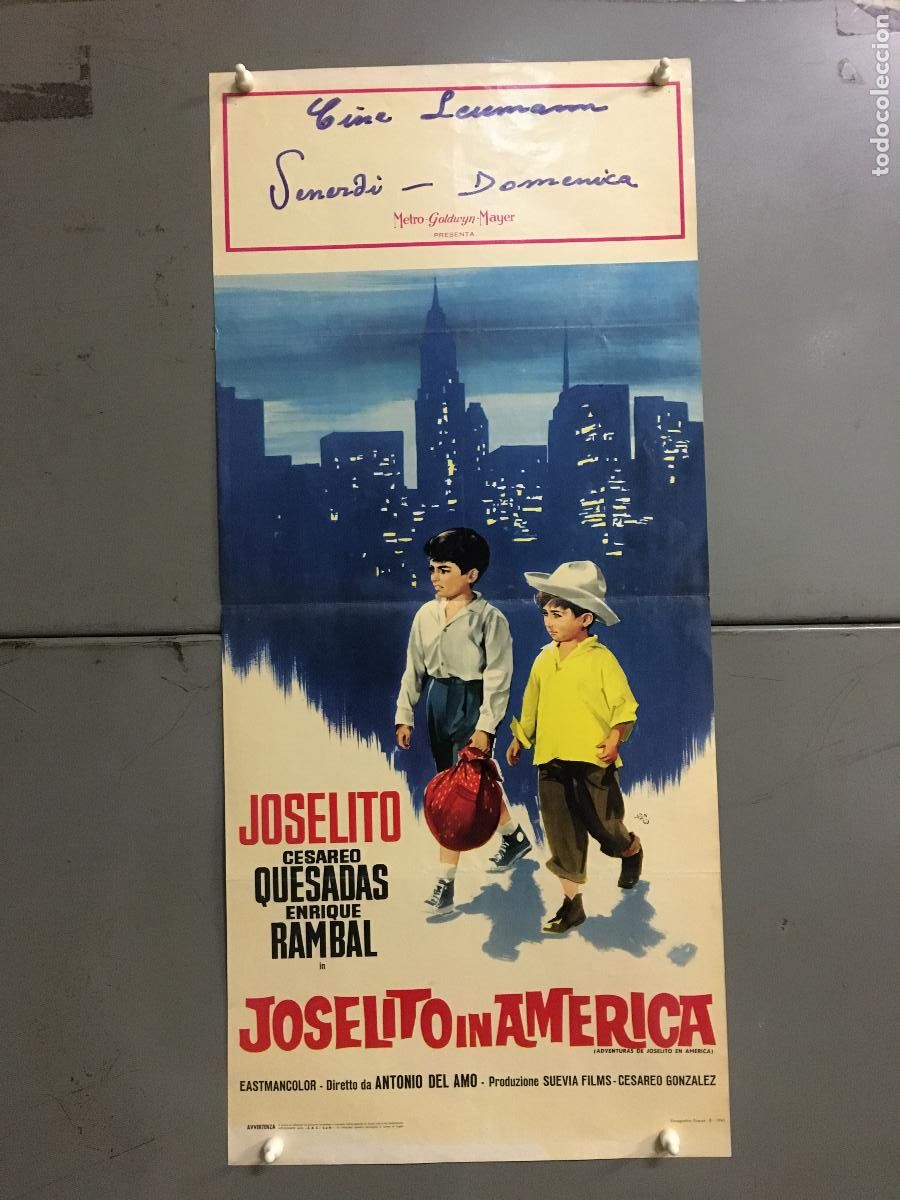 Cine Leumann
Venerdi - Domenica
Metro-Goldwyn-Mayer
PRESENTA
JOSELITO
CESAREO
QUESADAS
ENRIQUE
RAMBAL
in
JOSELITO IN AMERICA
(ADVENTURAS DE JOSELITO EN AMERICA)
EASTMANCOLOR - Diretto da ANTONIO DEL AMO - Produzione SUEVIA FILMS - CESAREO GONZALEZ
AVVERTENZA
todocoleccion